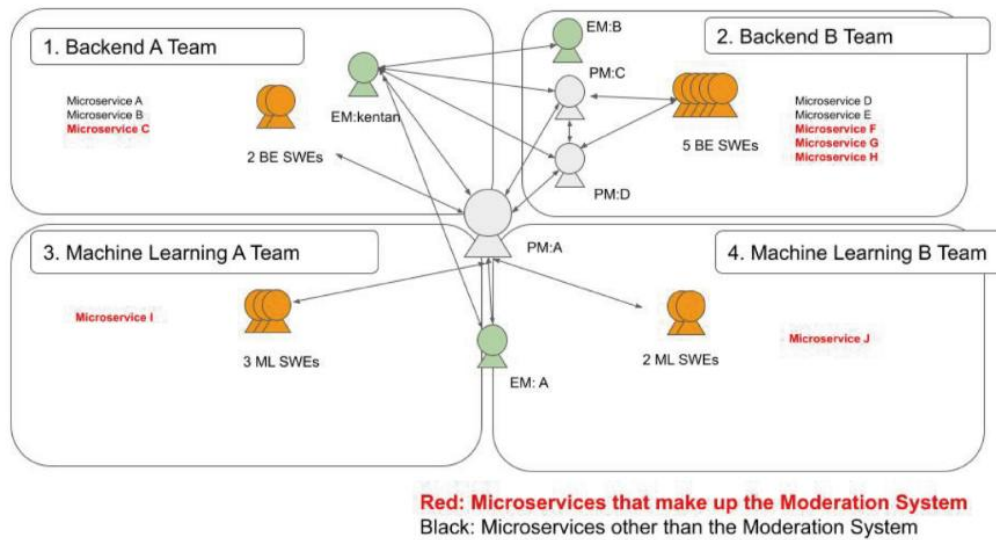 1. Backend A Team
Microservice A
Microservice B
Microservice C
2 BE SWEs
EM:kentan
EM:B
PM:C
PM:D
2. Backend B Team
5 BE SWEs
Microservice D
Microservice E
Microservice F
Microservice G
Microservice H
PM:A
3. Machine Learning A Team
Microservice I
3 ML SWEs
EM: A
4. Machine Learning B Team
2 ML SWEs
Microservice J
Red: Microservices that make up the Moderation System
Black: Microservices other than the Moderation System